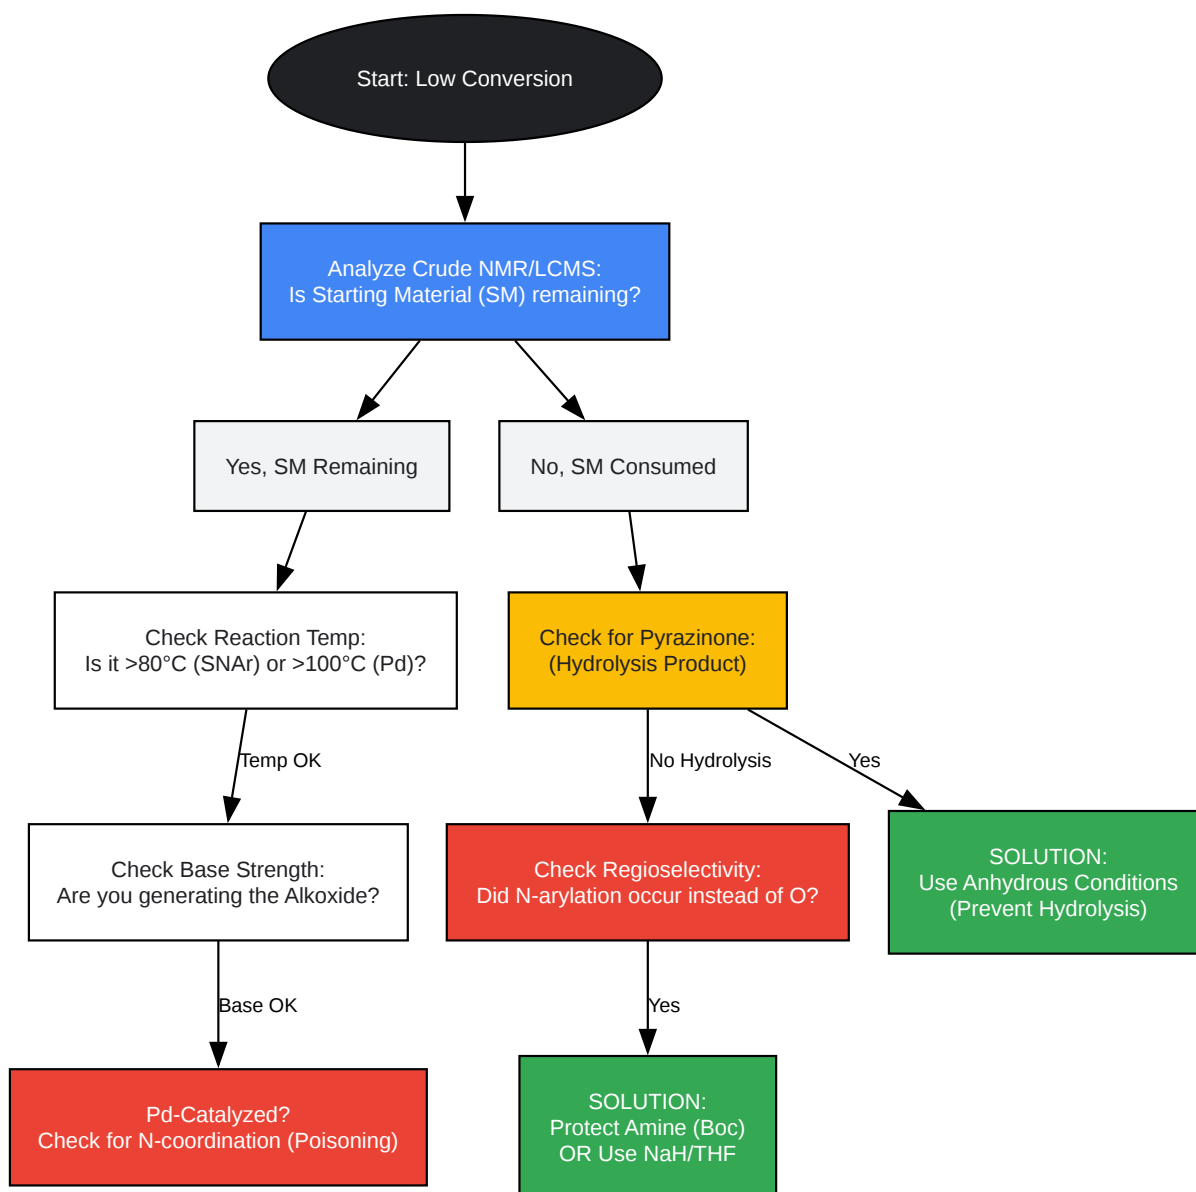 Start: Low Conversion
Analyze Crude NMR/LCMS:
Is Starting Material (SM) remaining?
Yes, SM Remaining
No, SM Consumed
Check Reaction Temp:
Is it >80°C (SNAr) or >100°C (Pd)?
Check for Pyrazinone:
(Hydrolysis Product)
Temp OK
No Hydrolysis
Yes
Check Base Strength:
Are you generating the Alkoxide?
Check Regioselectivity:
Did N-arylation occur instead of O?
SOLUTION:
Use Anhydrous Conditions
(Prevent Hydrolysis)
Base OK
Yes
Pd-Catalyzed?
Check for N-coordination (Poisoning)
SOLUTION:
Protect Amine (Boc)
OR Use NaH/THF